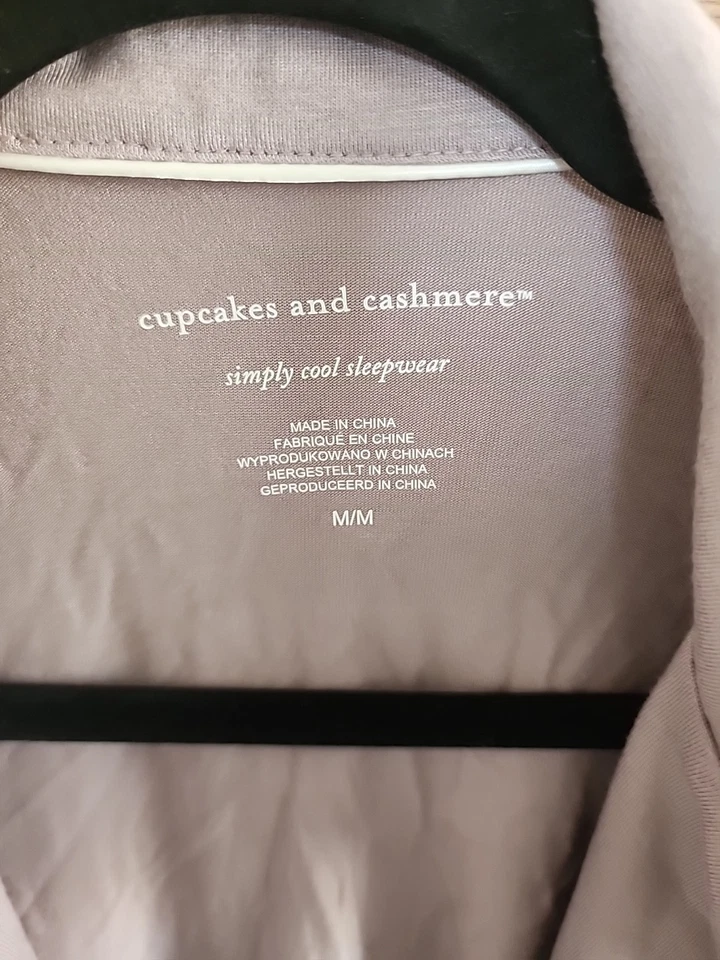 cupcakes and cashmere™
simply cool sleepwear
MADE IN CHINA
FABRIQUÉ EN CHINE
WYPRODUKOWANO W CHINACH
HERGESTELLT IN CHINA
GEPRODUCEERD IN CHINA
M/M